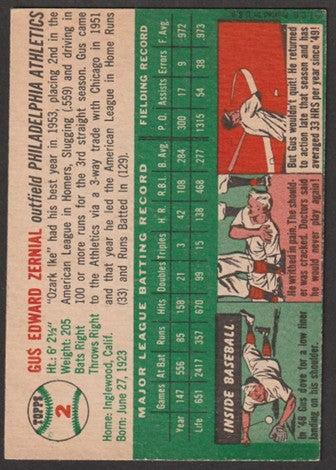 TOPPS
2
GUS EDWARD ZERNIAL
outfield PHILADELPHIA ATHLETICS
Ht.: 6' 2½"
Weight: 205
Bats Right
Throws Right
Home: Inglewood, Calif.
Born: June 27, 1923
"Ozark Ike" had his best year in 1953, placing 2nd in the
American League in Homers, Slugging (.559) and driving in
100 or more runs for the 3rd straight season. Gus came
to the Athletics via a 3-way trade with Chicago in 1951
and that year he led the American League in Home Runs
(33) and Runs Batted In (129).
MAJOR LEAGUE BATTING RECORD FIELDING RECORD
Games At Bat Runs Hits Doubles Triples H. R. R.B.I. B. Avg. P. O. Assists Errors F. Avg.
Year 147 556 85 158 21 3 42 108 .284 300 17 9 .972
Life 651 2417 357 670 99 15 138 468 .277 1315 54 38 .973
INSIDE BASEBALL
In '48 Gus dove for a low liner
and landed on his shoulder.
He writhed in pain. The should-
er was cracked. Doctors said
he was thru.
But Gus wouldn't quit! He returned
to action late that season and has
averaged 33 HRS per year since '49!